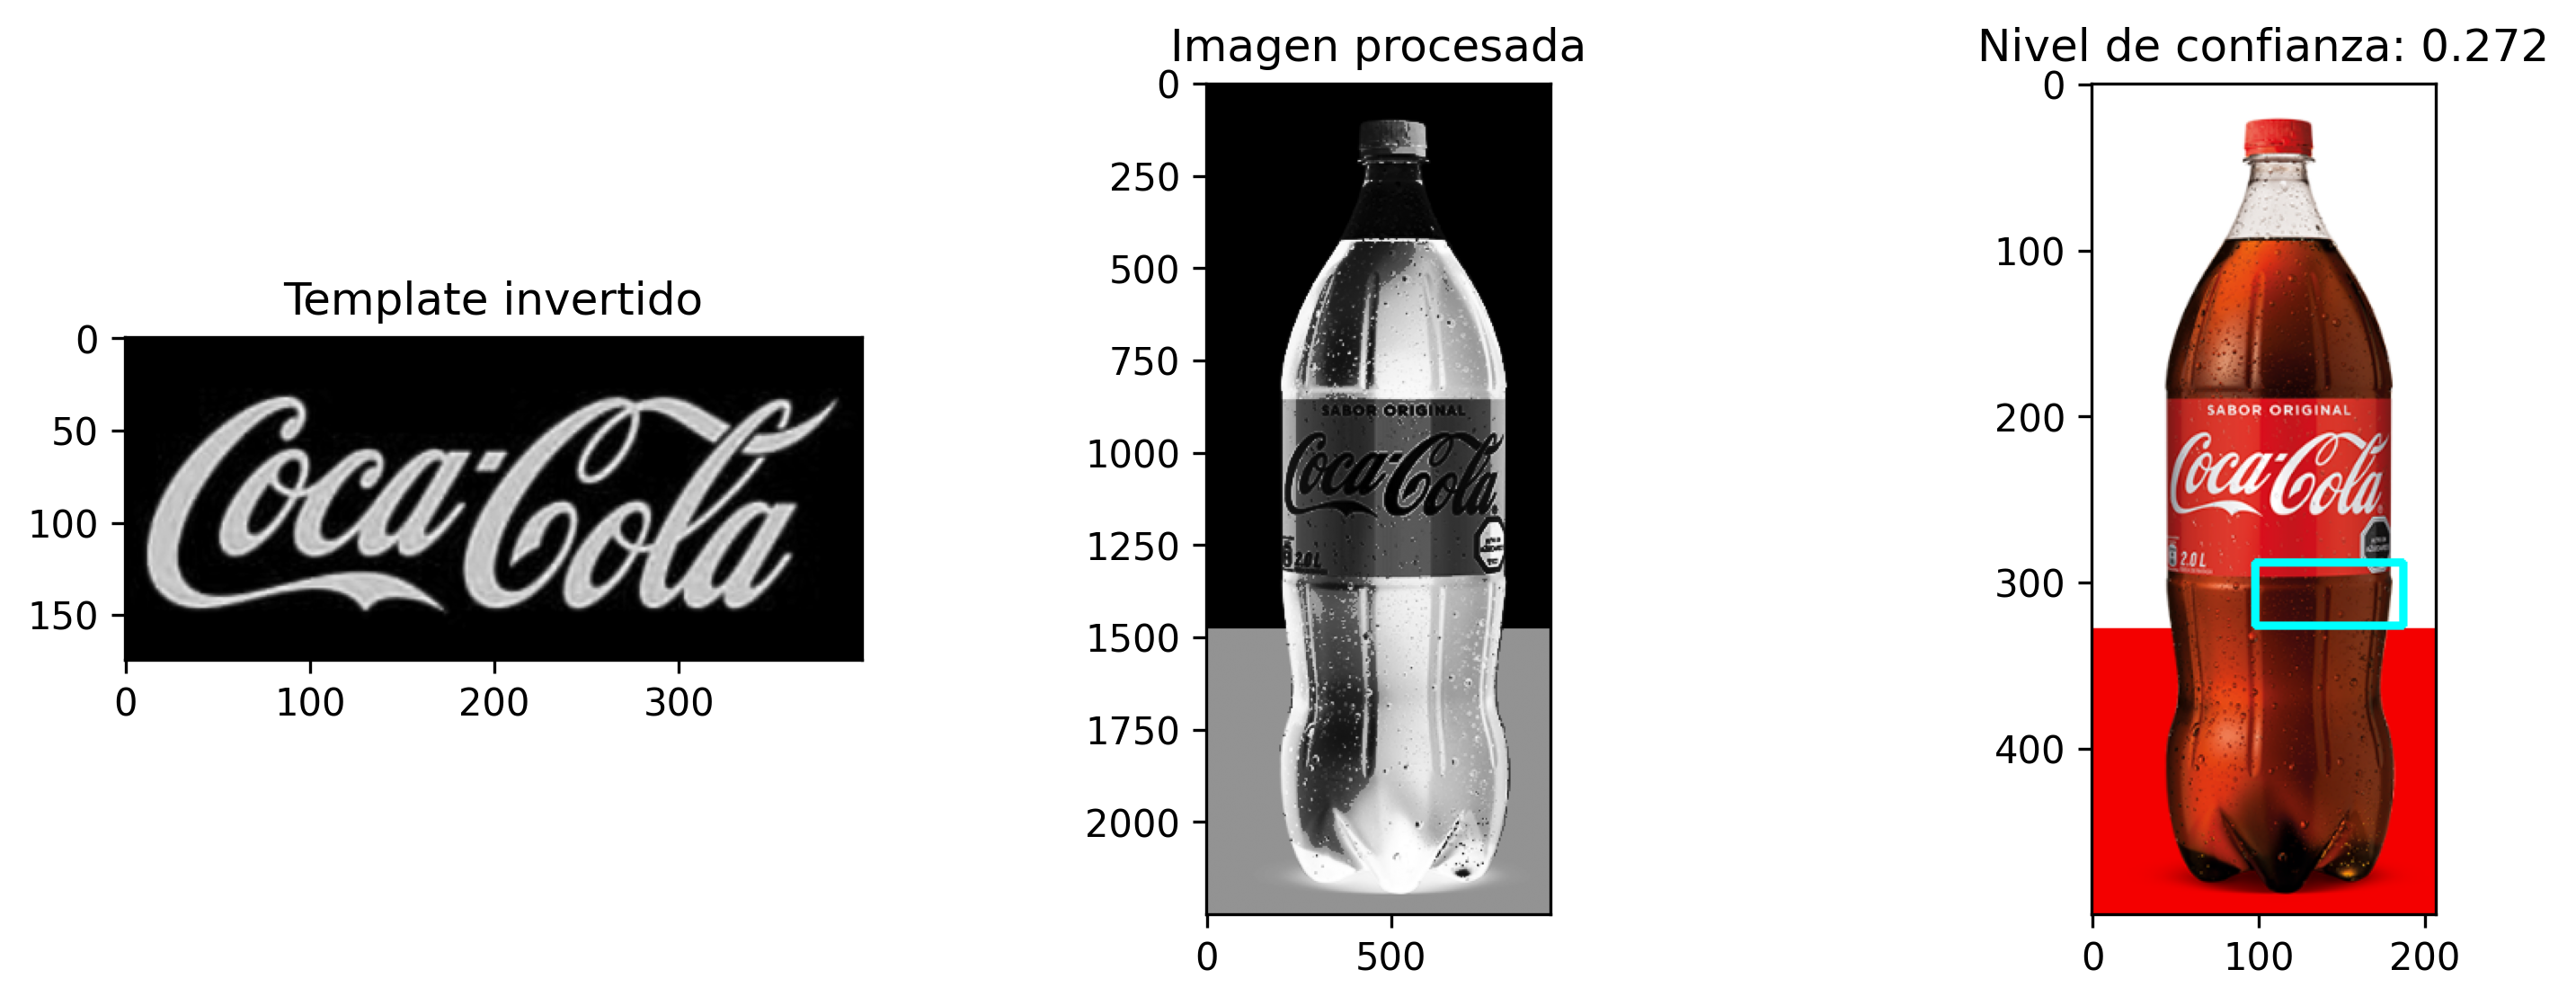 Template invertido
0
50
100
150
0 100 200 300
Coca-Cola
Imagen procesada
0
250
500
750
1000
1250
1500
1750
2000
0 500
SABOR ORIGINAL
Coca-Cola
2.0 L
Nivel de confianza: 0.272
0
100
200
300
400
0 100 200
SABOR ORIGINAL
Coca-Cola
2.0 L